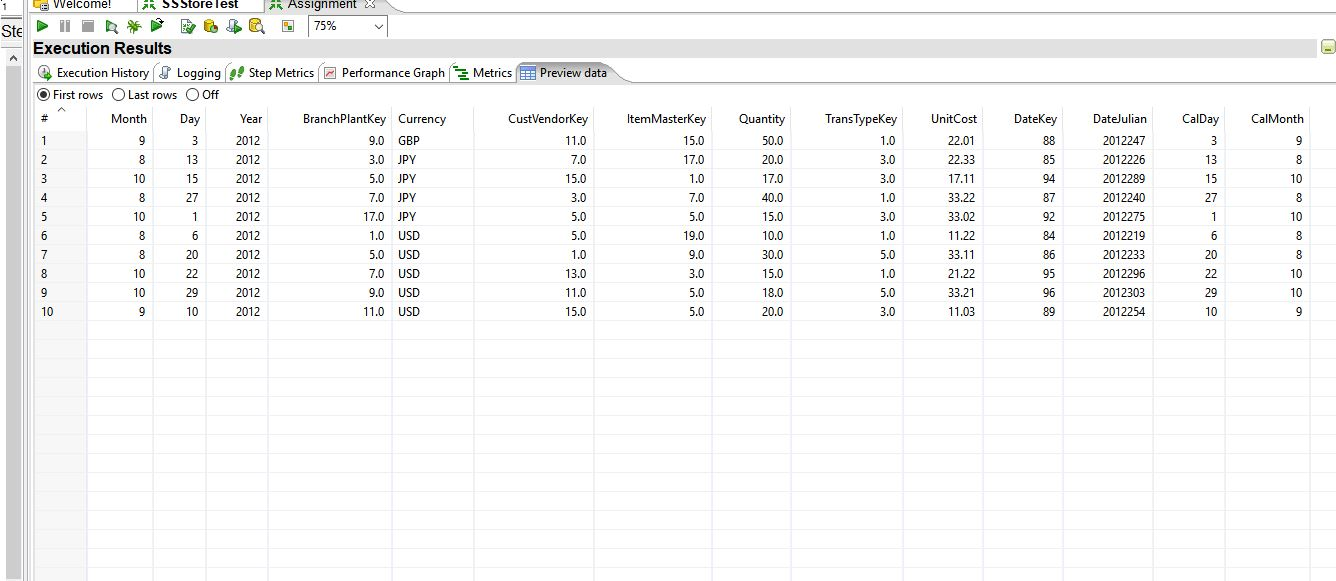 1
Welcome!
SSStoreTest
Assignment
75%
Ste
Execution Results
Execution History Logging Step Metrics Performance Graph Metrics Preview data
First rows Last rows Off
# Month Day Year BranchPlantKey Currency CustVendorKey ItemMasterKey Quantity TransTypeKey UnitCost DateKey DateJulian CalDay CalMonth
1 9 3 2012 9.0 GBP 11.0 15.0 50.0 1.0 22.01 88 2012247 3 9
2 8 13 2012 3.0 JPY 7.0 17.0 20.0 3.0 22.33 85 2012226 13 8
3 10 15 2012 5.0 JPY 15.0 1.0 17.0 3.0 17.11 94 2012289 15 10
4 8 27 2012 7.0 JPY 3.0 7.0 40.0 1.0 33.22 87 2012240 27 8
5 10 1 2012 17.0 JPY 5.0 5.0 15.0 3.0 33.02 92 2012275 1 10
6 8 6 2012 1.0 USD 5.0 19.0 10.0 1.0 11.22 84 2012219 6 8
7 8 20 2012 5.0 USD 1.0 9.0 30.0 5.0 33.11 86 2012233 20 8
8 10 22 2012 7.0 USD 13.0 3.0 15.0 1.0 21.22 95 2012296 22 10
9 10 29 2012 9.0 USD 11.0 5.0 18.0 5.0 33.21 96 2012303 29 10
10 9 10 2012 11.0 USD 15.0 5.0 20.0 3.0 11.03 89 2012254 10 9